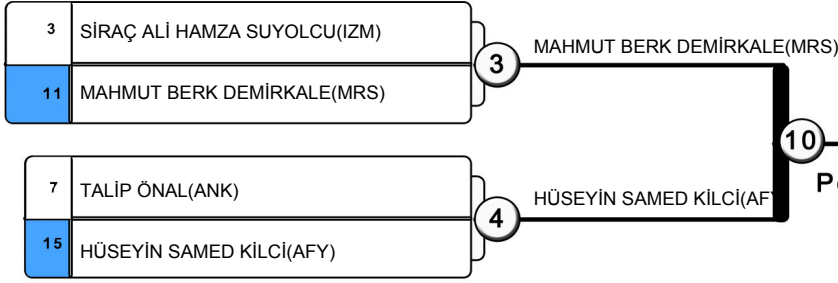 3 SİRAÇ ALİ HAMZA SUYOLCU(IZM)
11 MAHMUT BERK DEMİRKALE(MRS)
3
MAHMUT BERK DEMİRKALE(MRS)
7 TALİP ÖNAL(ANK)
15 HÜSEYİN SAMED KİLCİ(AFY)
4
HÜSEYİN SAMED KİLCİ(AF
10